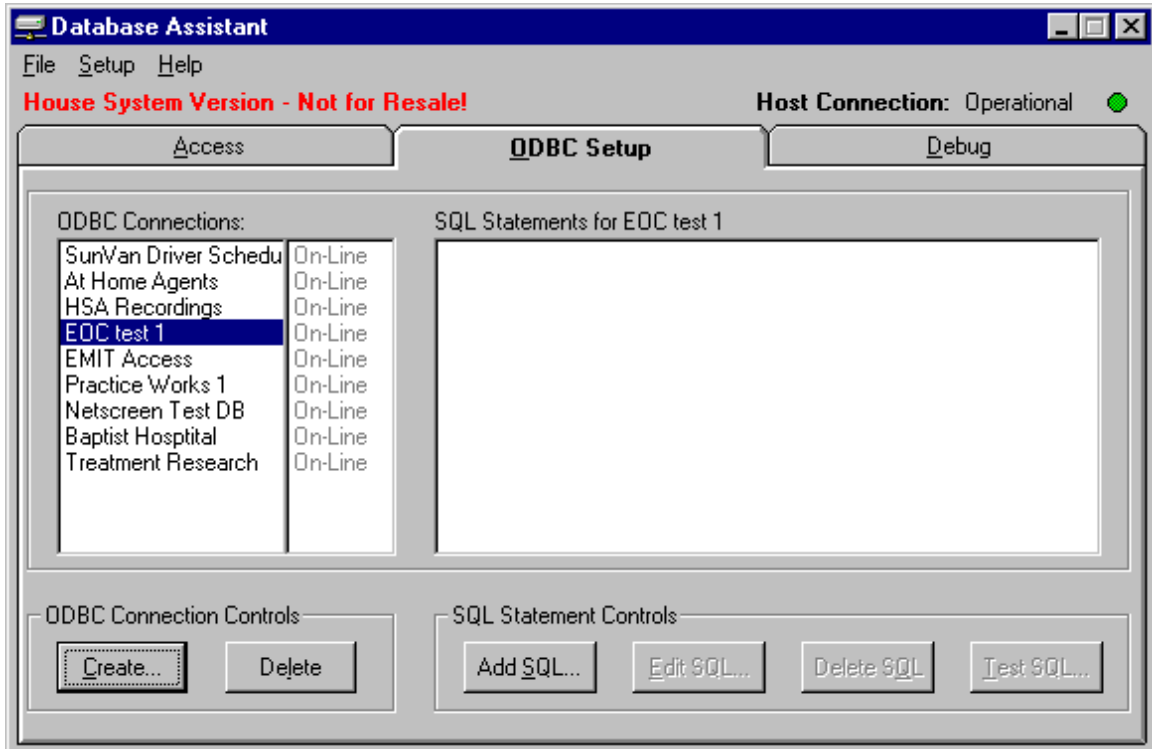 Database Assistant
File Setup Help
House System Version - Not for Resale!
Host Connection: Operational
Access
ODBC Setup
Debug
ODBC Connections:
SunVan Driver Schedu On-Line
At Home Agents On-Line
HSA Recordings On-Line
EOC test 1 On-Line
EMIT Access On-Line
Practice Works 1 On-Line
Netscreen Test DB On-Line
Baptist Hosptital On-Line
Treatment Research On-Line
SQL Statements for EOC test 1
ODBC Connection Controls
Create... Delete
SQL Statement Controls
Add SQL... Edit SQL... Delete SQL Test SQL...